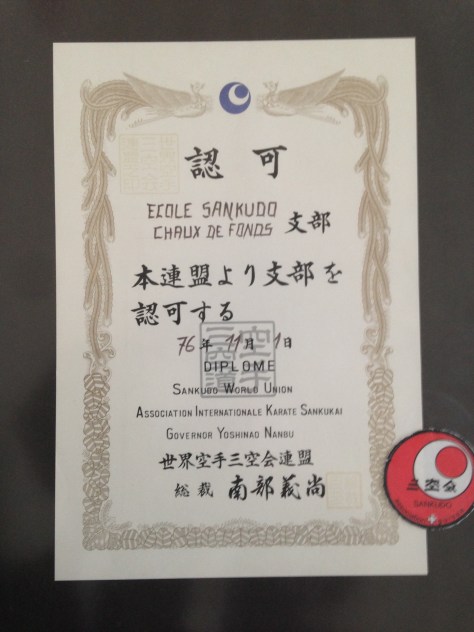 認可
ECOLE SANKUDO
CHAUX DE FONDS 支部
本連盟より支部を
認可する
76年 11月 1日
DIPLOME
SANKUDO WORLD UNION
ASSOCIATION INTERNATIONALE KARATE SANKUKAI
GOVERNOR YOSHINAO NANBU
世界空手三空会連盟
総裁 南部義尚
三空会
SANKUDO